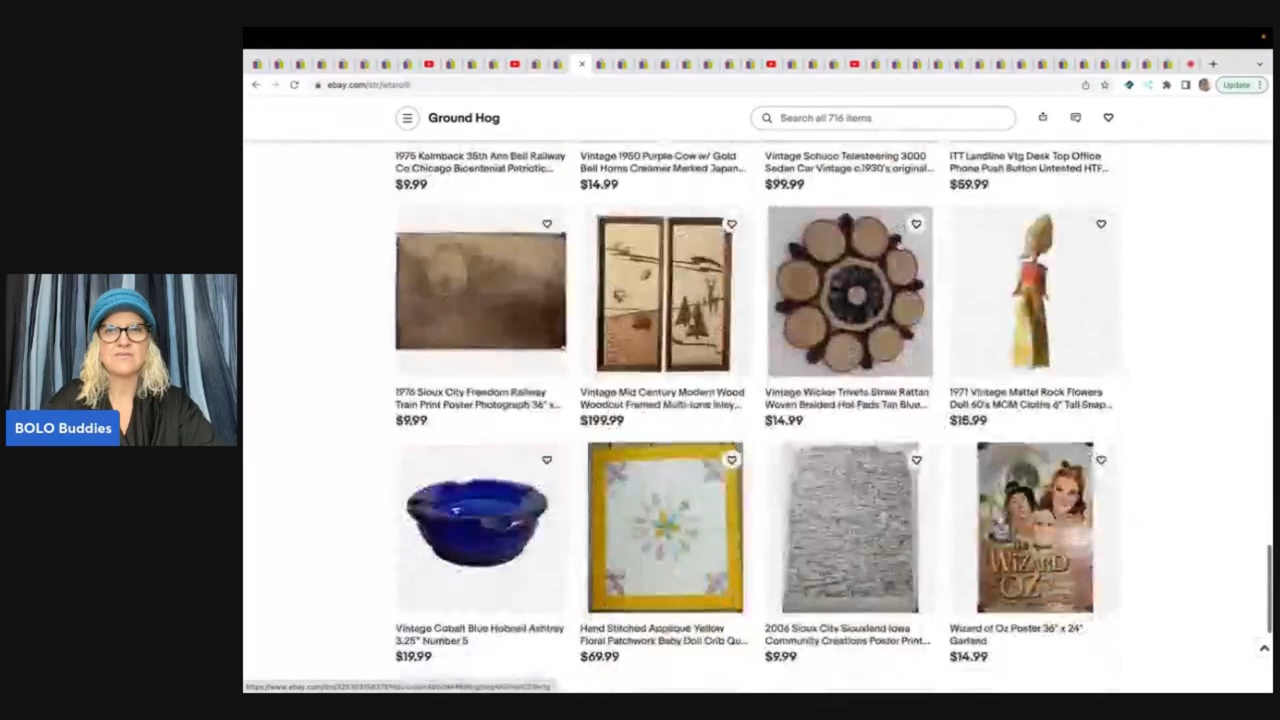 ebay.com/str/etarolli
Update
Ground Hog
Search all 716 items
1975 Kalmback 35th Ann Bell Railway
Co Chicago Bicentenial Patriotic...
$9.99
Vintage 1950 Purple Cow w/ Gold
Bell Horns Creamer Marked Japan...
$14.99
Vintage Schuco Telesteering 3000
Sedan Car Vintage c.1930's original...
$99.99
ITT Landline Vtg Desk Top Office
Phone Push Button Untested HTF...
$59.99
1976 Sioux City Freedom Railway
Train Print Poster Photograph 36" x...
$9.99
Vintage Mid Century Modern Wood
Woodcut Framed Multi-tone Inlay...
$199.99
Vintage Wicker Trivets Straw Rattan
Woven Braided Hot Pads Tan Blue...
$14.99
1971 Vintage Mattel Rock Flowers
Doll 60's MCM Cloths 6" Tall Snap...
$15.99
BOLO Buddies
WIZARD
OF
OZ
Vintage Cobalt Blue Hobnail Ashtray
3.25" Number 5
$19.99
Hand Stitched Applique Yellow
Floral Patchwork Baby Doll Crib Qu...
$69.99
2006 Sioux City Siouxland Iowa
Community Creations Poster Print...
$9.99
Wizard of Oz Poster 36" x 24"
Garland
$14.99